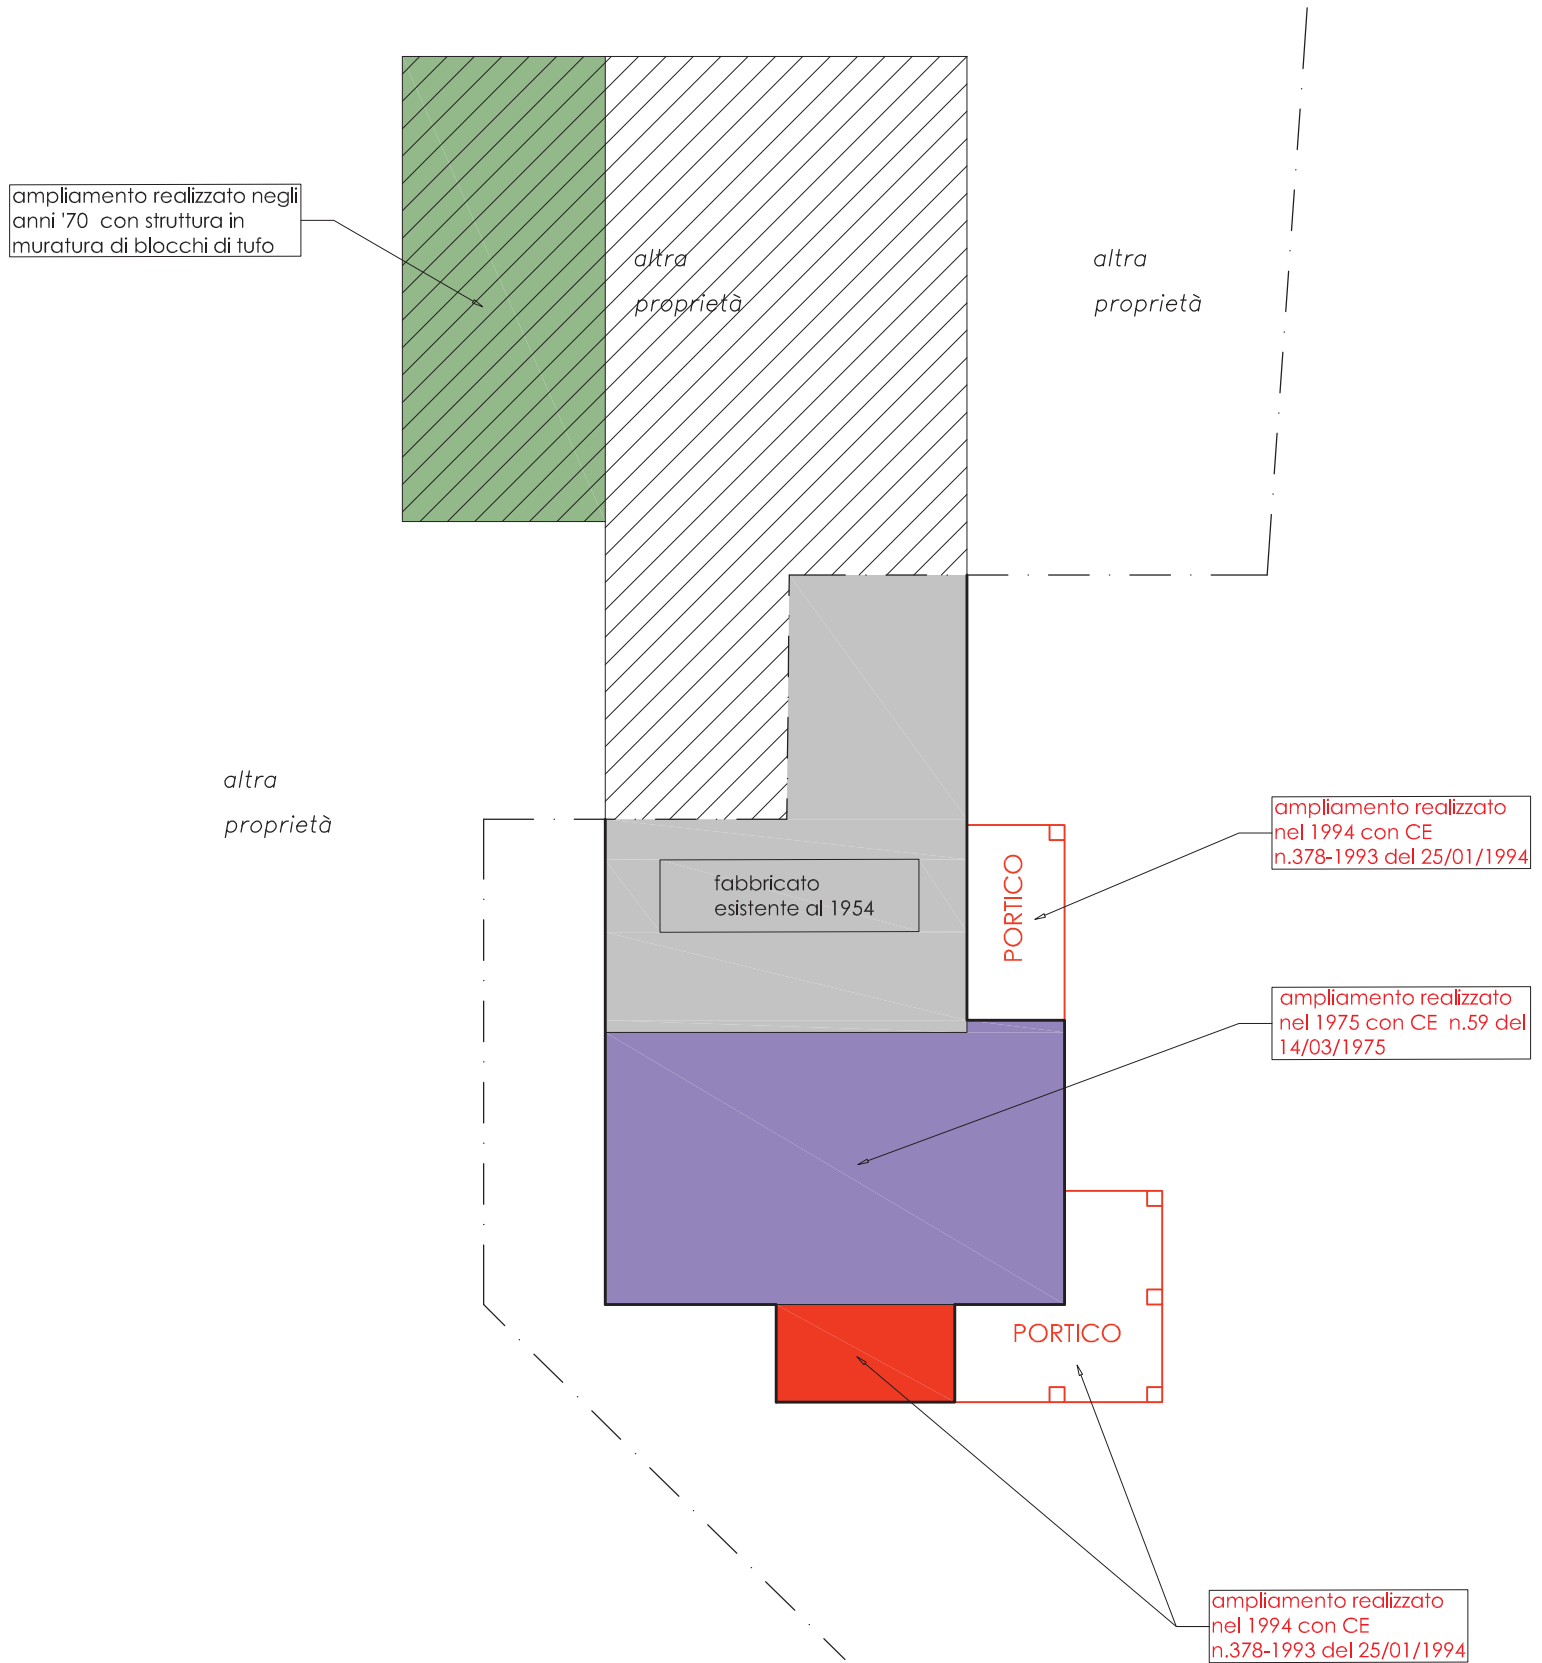 ampliamento realizzato negli
anni '70 con struttura in
muratura di blocchi di tufo
altra
proprietà
altra
proprietà
altra
proprietà
ampliamento realizzato
nel 1994 con CE
n.378-1993 del 25/01/1994
PORTICO
fabbricato
esistente al 1954
ampliamento realizzato
nel 1975 con CE n.59 del
14/03/1975
PORTICO
ampliamento realizzato
nel 1994 con CE
n.378-1993 del 25/01/1994